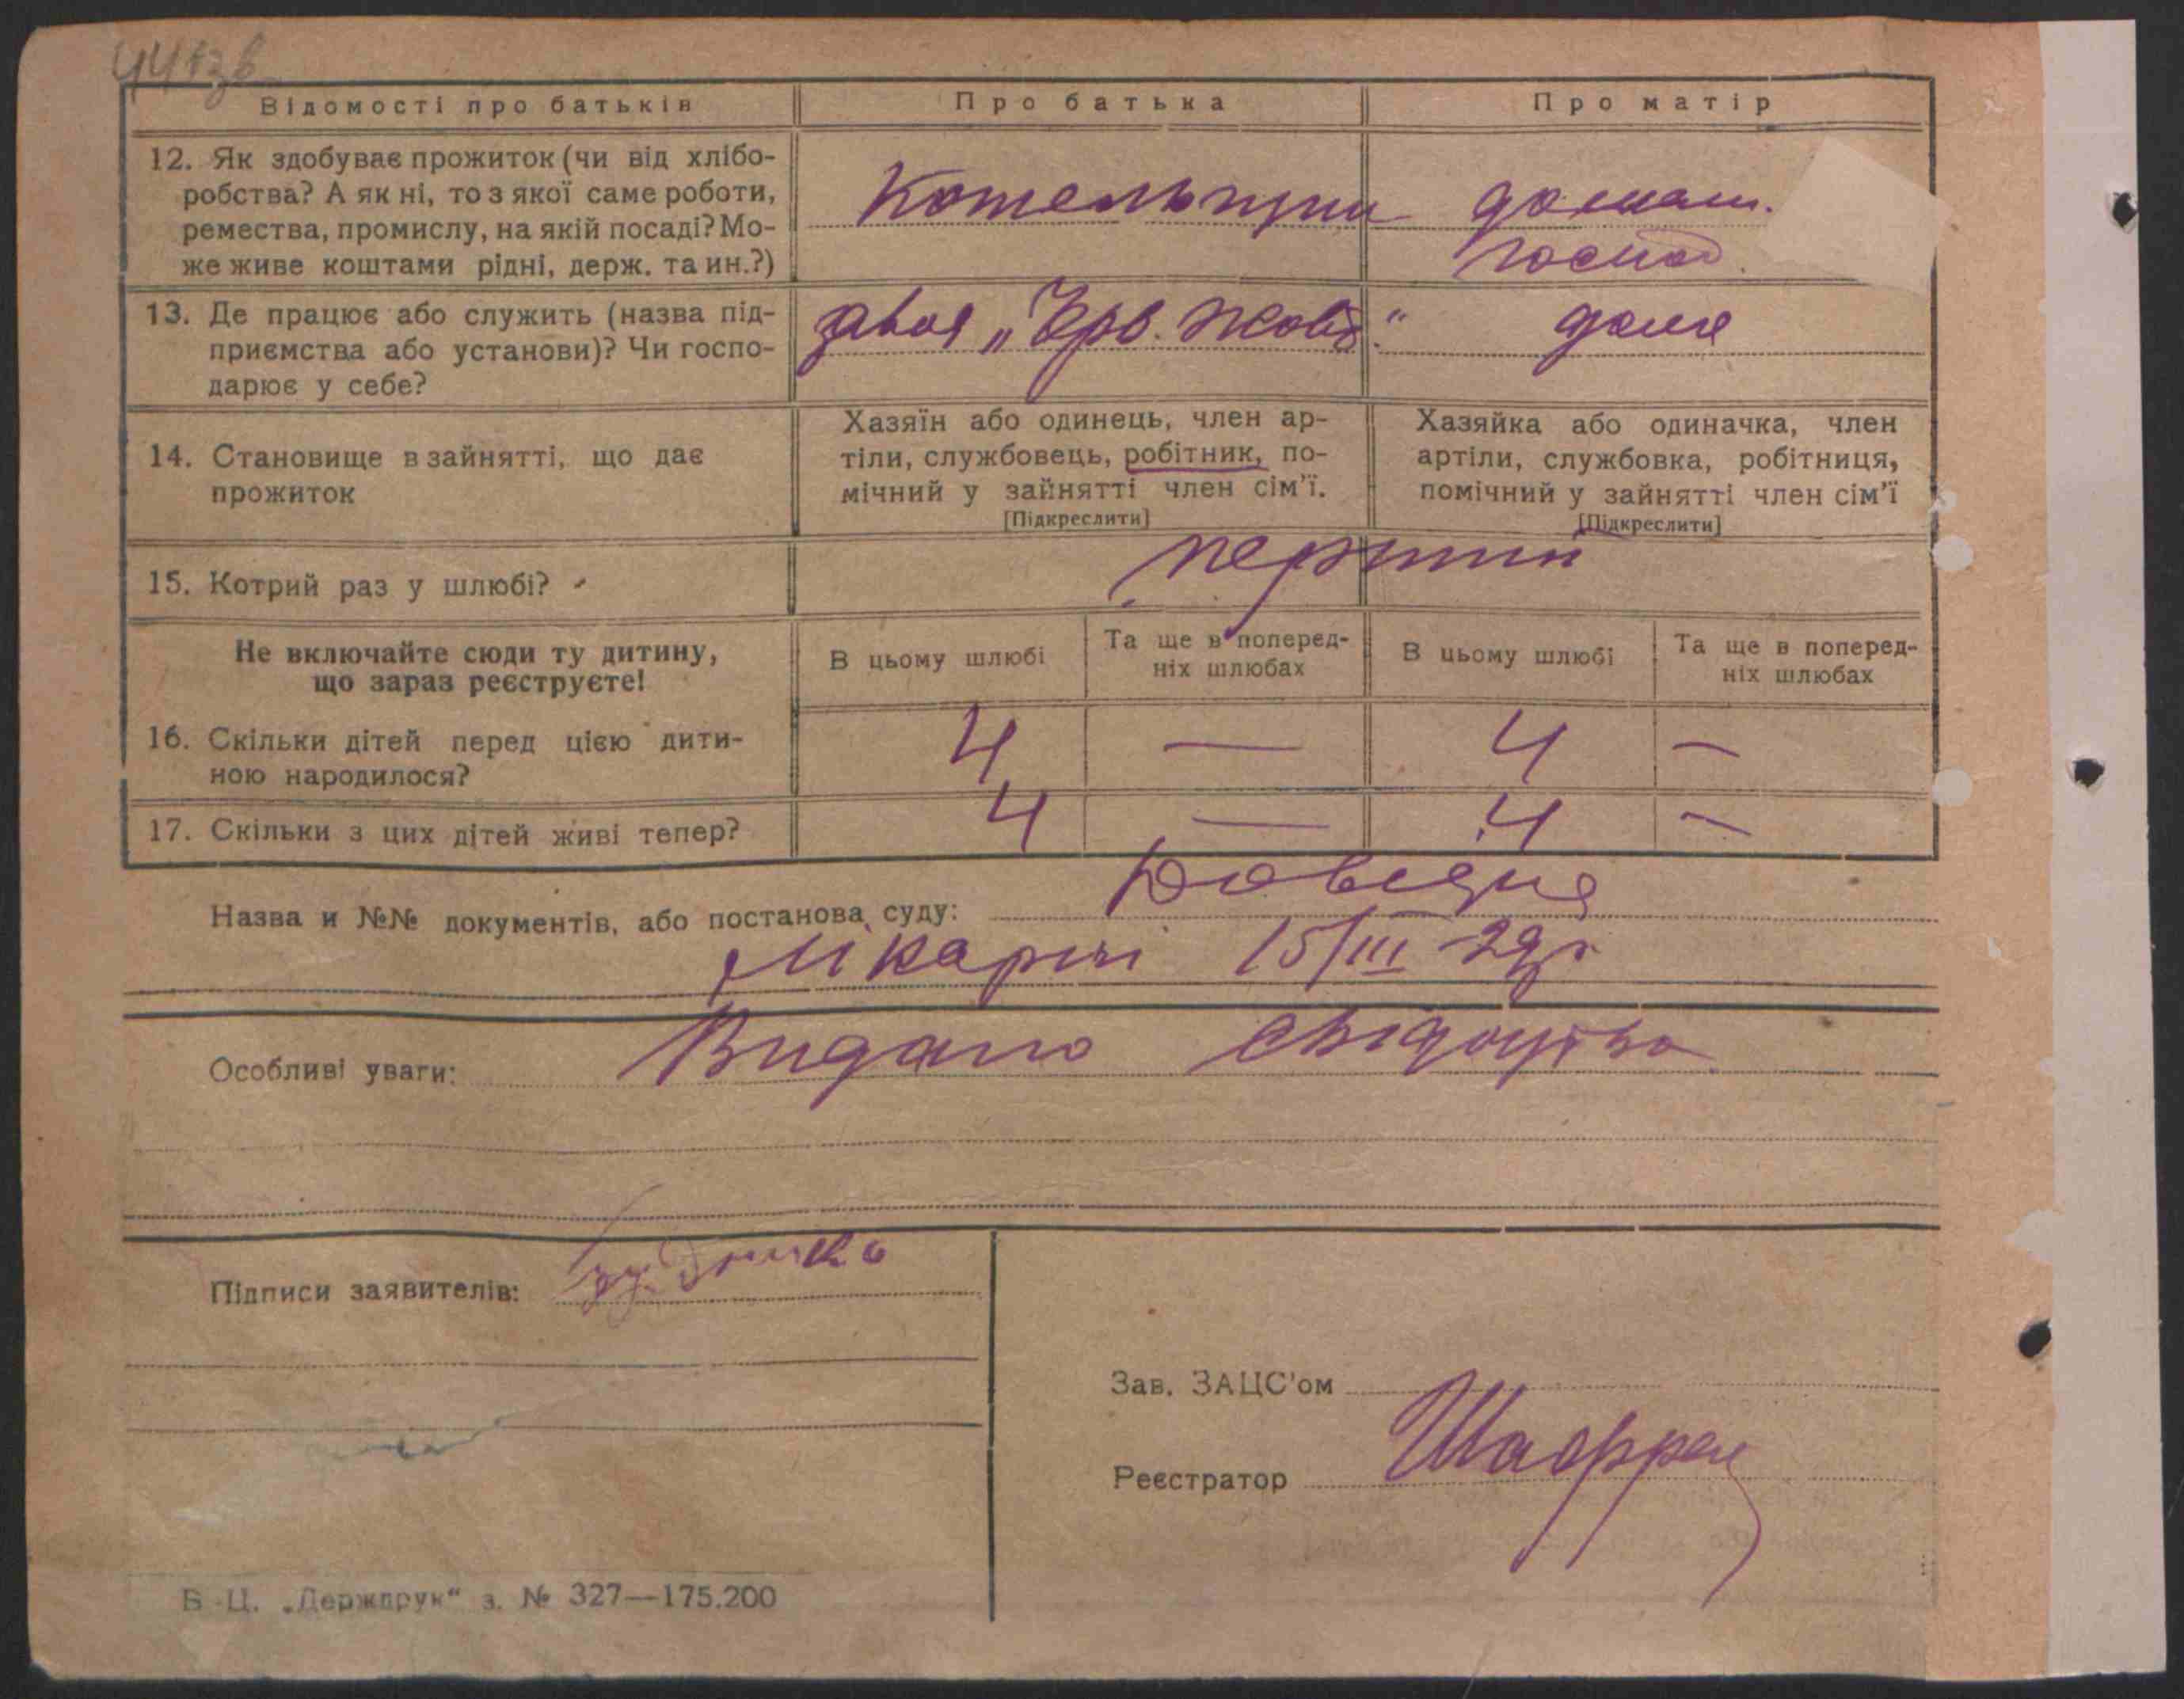 Відомості про батьків
Про батька
Про матір
12. Як здобуває прожиток (чи від хлібо-
робства? А як ні, то з якої саме роботи,
ремества, промислу, на якій посаді? Мо-
же живе коштами рідні, держ. та ин.?)
Котельщик
домаш.
господ.
13. Де працює або служить (назва під-
приємства або установи)? Чи госпо-
дарює у себе?
завод „Чрв. Жовт."
дома
14. Становище в зайнятті, що дає
прожиток
Хазяїн або одинець, член ар-
тіли, службовець, робітник, по-
мічний у зайнятті член сім'ї.
[Підкреслити]
Хазяйка або одиначка, член
артіли, службовка, робітниця,
помічний у зайнятті член сім'ї
[Підкреслити]
15. Котрий раз у шлюбі?
перший
Не включайте сюди ту дитину,
що зараз реєструєте!
В цьому шлюбі
Та ще в поперед-
ніх шлюбах
В цьому шлюбі
Та ще в поперед-
ніх шлюбах
16. Скільки дітей перед цією дити-
ною народилося?
4 — 4 —
17. Скільки з цих дітей живі тепер?
4 — 4 —
Назва и №№ документів, або постанова суду:
Довідка
лікарні 15/III-29р
Особливі уваги: Видано свідоцтво
Підписи заявителів:
Зав. ЗАЦС'ом
Реєстратор
Б-Ц. „Держдрук“ з. № 327—175.200